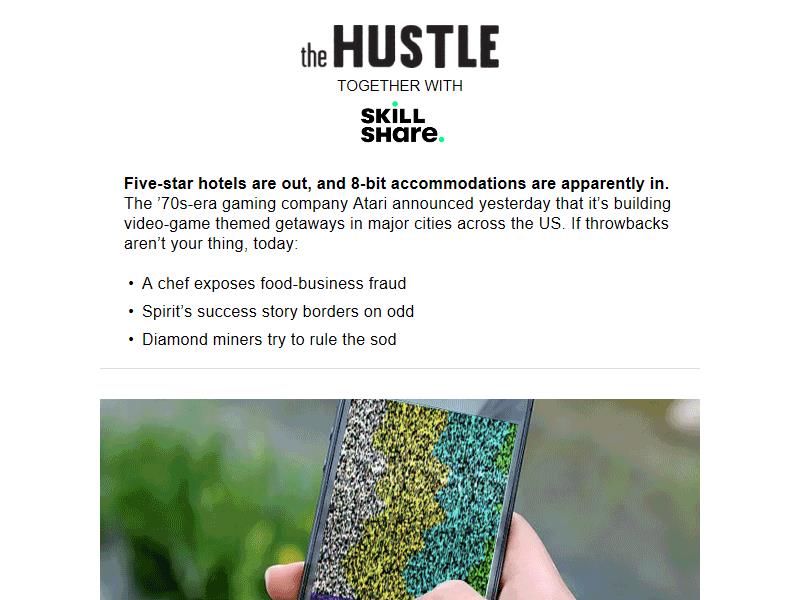 the HUSTLE
TOGETHER WITH
SKiLL
SHare.
Five-star hotels are out, and 8-bit accommodations are apparently in.
The ’70s-era gaming company Atari announced yesterday that it’s building
video-game themed getaways in major cities across the US. If throwbacks
aren’t your thing, today:
• A chef exposes food-business fraud
• Spirit’s success story borders on odd
• Diamond miners try to rule the sod